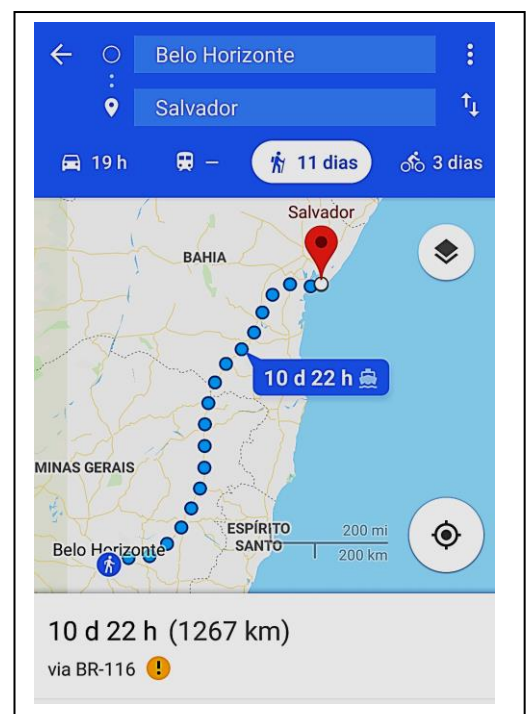 Belo Horizonte
Salvador
19 h
–
11 dias
3 dias
Salvador
BAHIA
10 d 22 h
MINAS GERAIS
ESPÍRITO
SANTO
200 mi
200 km
Belo Horizonte
10 d 22 h (1267 km)
via BR-116